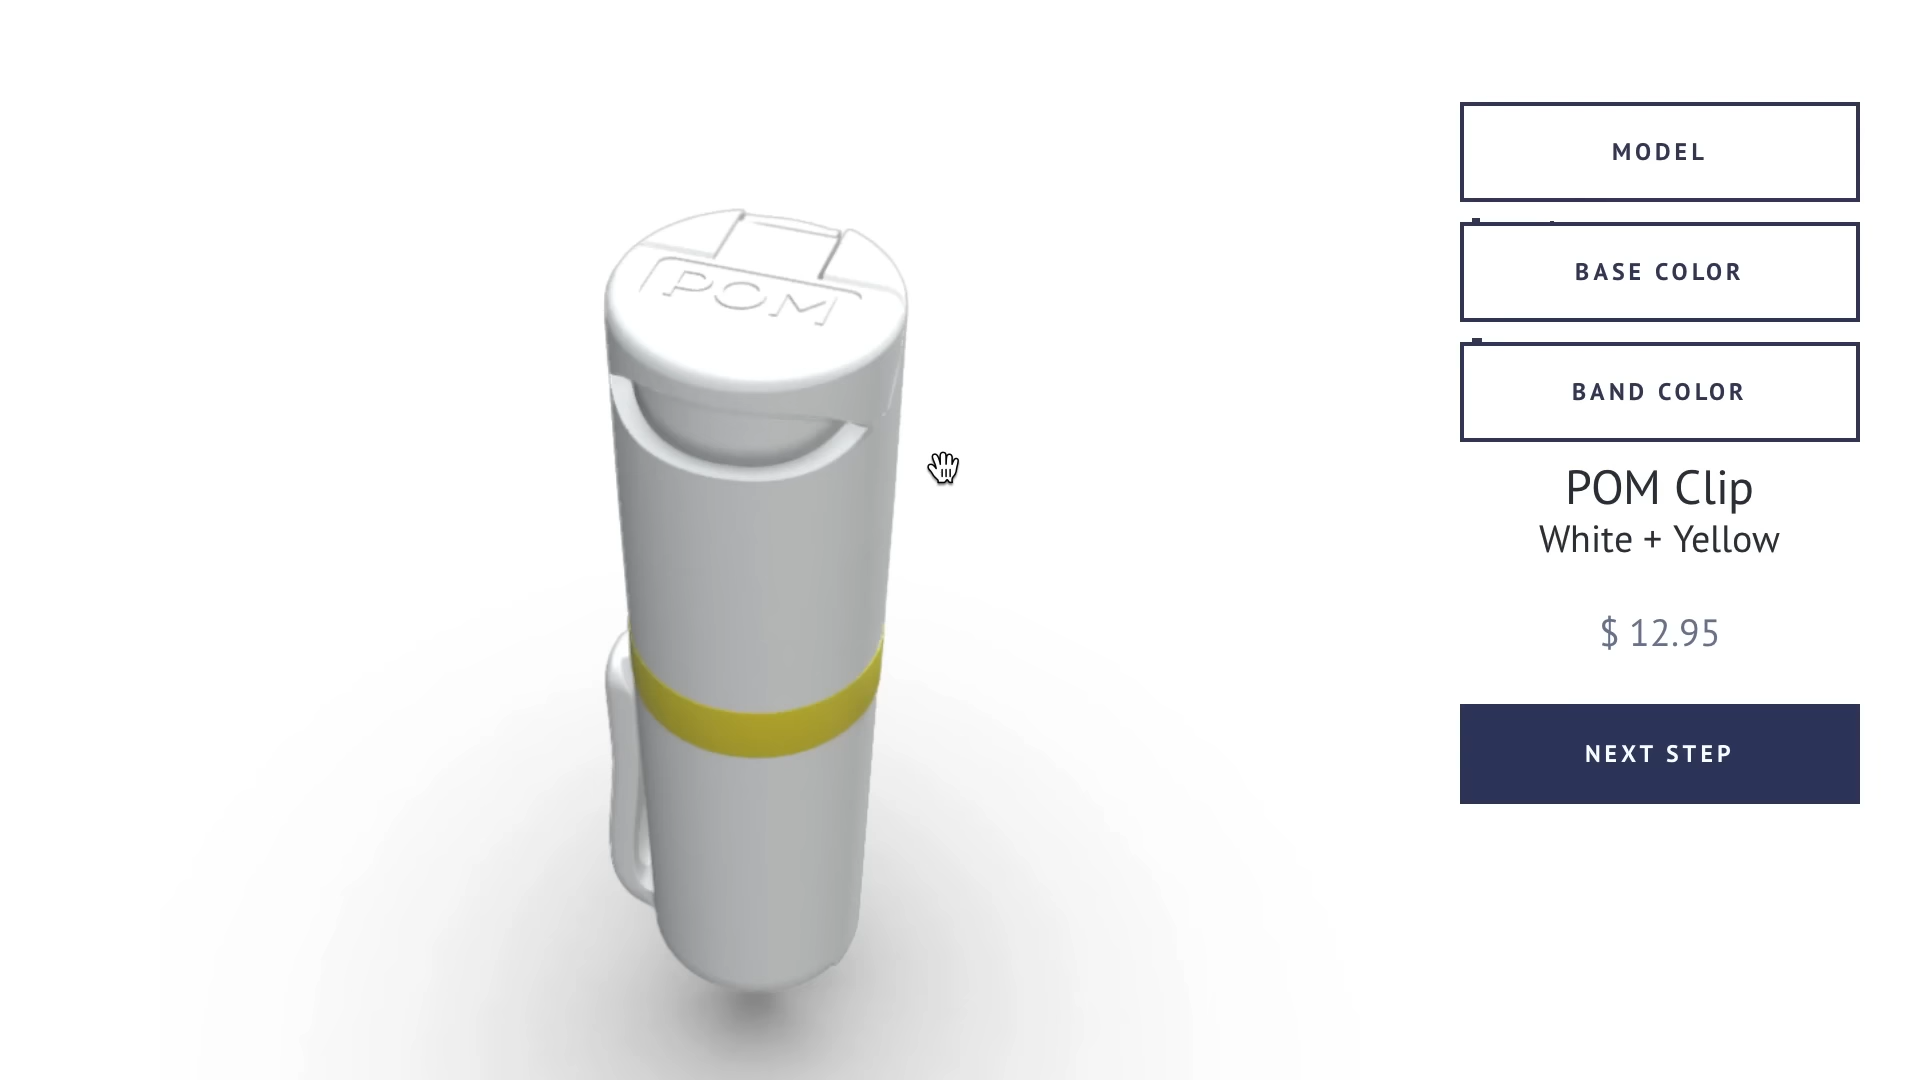 POM
MODEL
BASE COLOR
BAND COLOR
POM Clip
White + Yellow
$ 12.95
NEXT STEP